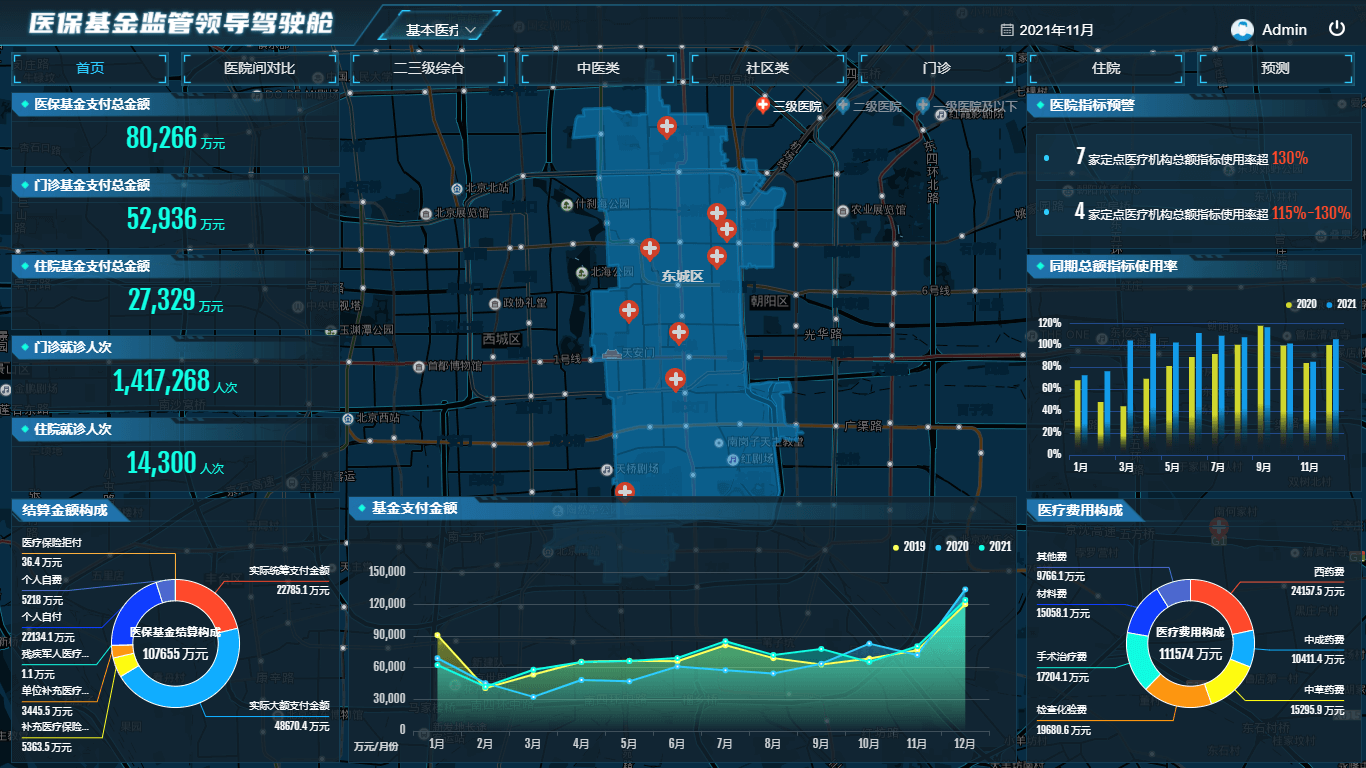 医保基金监管领导驾驶舱
基本医疗
2021年11月
Admin
首页
医院间对比
二三级综合
中医类
社区类
门诊
住院
预测
医保基金支付总金额
80,266 万元
门诊基金支付总金额
52,936 万元
住院基金支付总金额
27,329 万元
门诊就诊人次
1,417,268 人次
住院就诊人次
14,300 人次
三级医院
二级医院
一级医院及以下
北京北站
北京展览馆
什刹海公园
农业展览馆
东四环北路
北海公园
东城区
朝阳区
6号线
政协礼堂
西城区
光华路
玉渊潭公园
1号线
天安门
首都博物馆
北京西站
广渠路
南岗子天主教堂
红剧场
天桥剧场
医院指标预警
7 家定点医疗机构总额指标使用率超 130%
4 家定点医疗机构总额指标使用率超 115%-130%
同期总额指标使用率
2020
2021
120%
100%
80%
60%
40%
20%
0%
1月
3月
5月
7月
9月
11月
结算金额构成
医疗保险拒付
36.4 万元
个人自费
5218 万元
个人自付
22134.1 万元
残疾军人医疗...
1.1 万元
单位补充医疗...
3445.5 万元
补充医疗保险...
5363.5 万元
实际统筹支付金额
22785.1 万元
实际大额支付金额
48670.4 万元
医保基金结算构成
107655 万元
基金支付金额
2019
2020
2021
150,000
120,000
90,000
60,000
30,000
0
万元/月份
1月
2月
3月
4月
5月
6月
7月
8月
9月
10月
11月
12月
医疗费用构成
其他费
9766.1 万元
材料费
15058.1 万元
手术治疗费
17204.1 万元
检查化验费
19680.6 万元
西药费
24157.5 万元
中成药费
10411.4 万元
中草药费
15295.9 万元
医疗费用构成
111574 万元